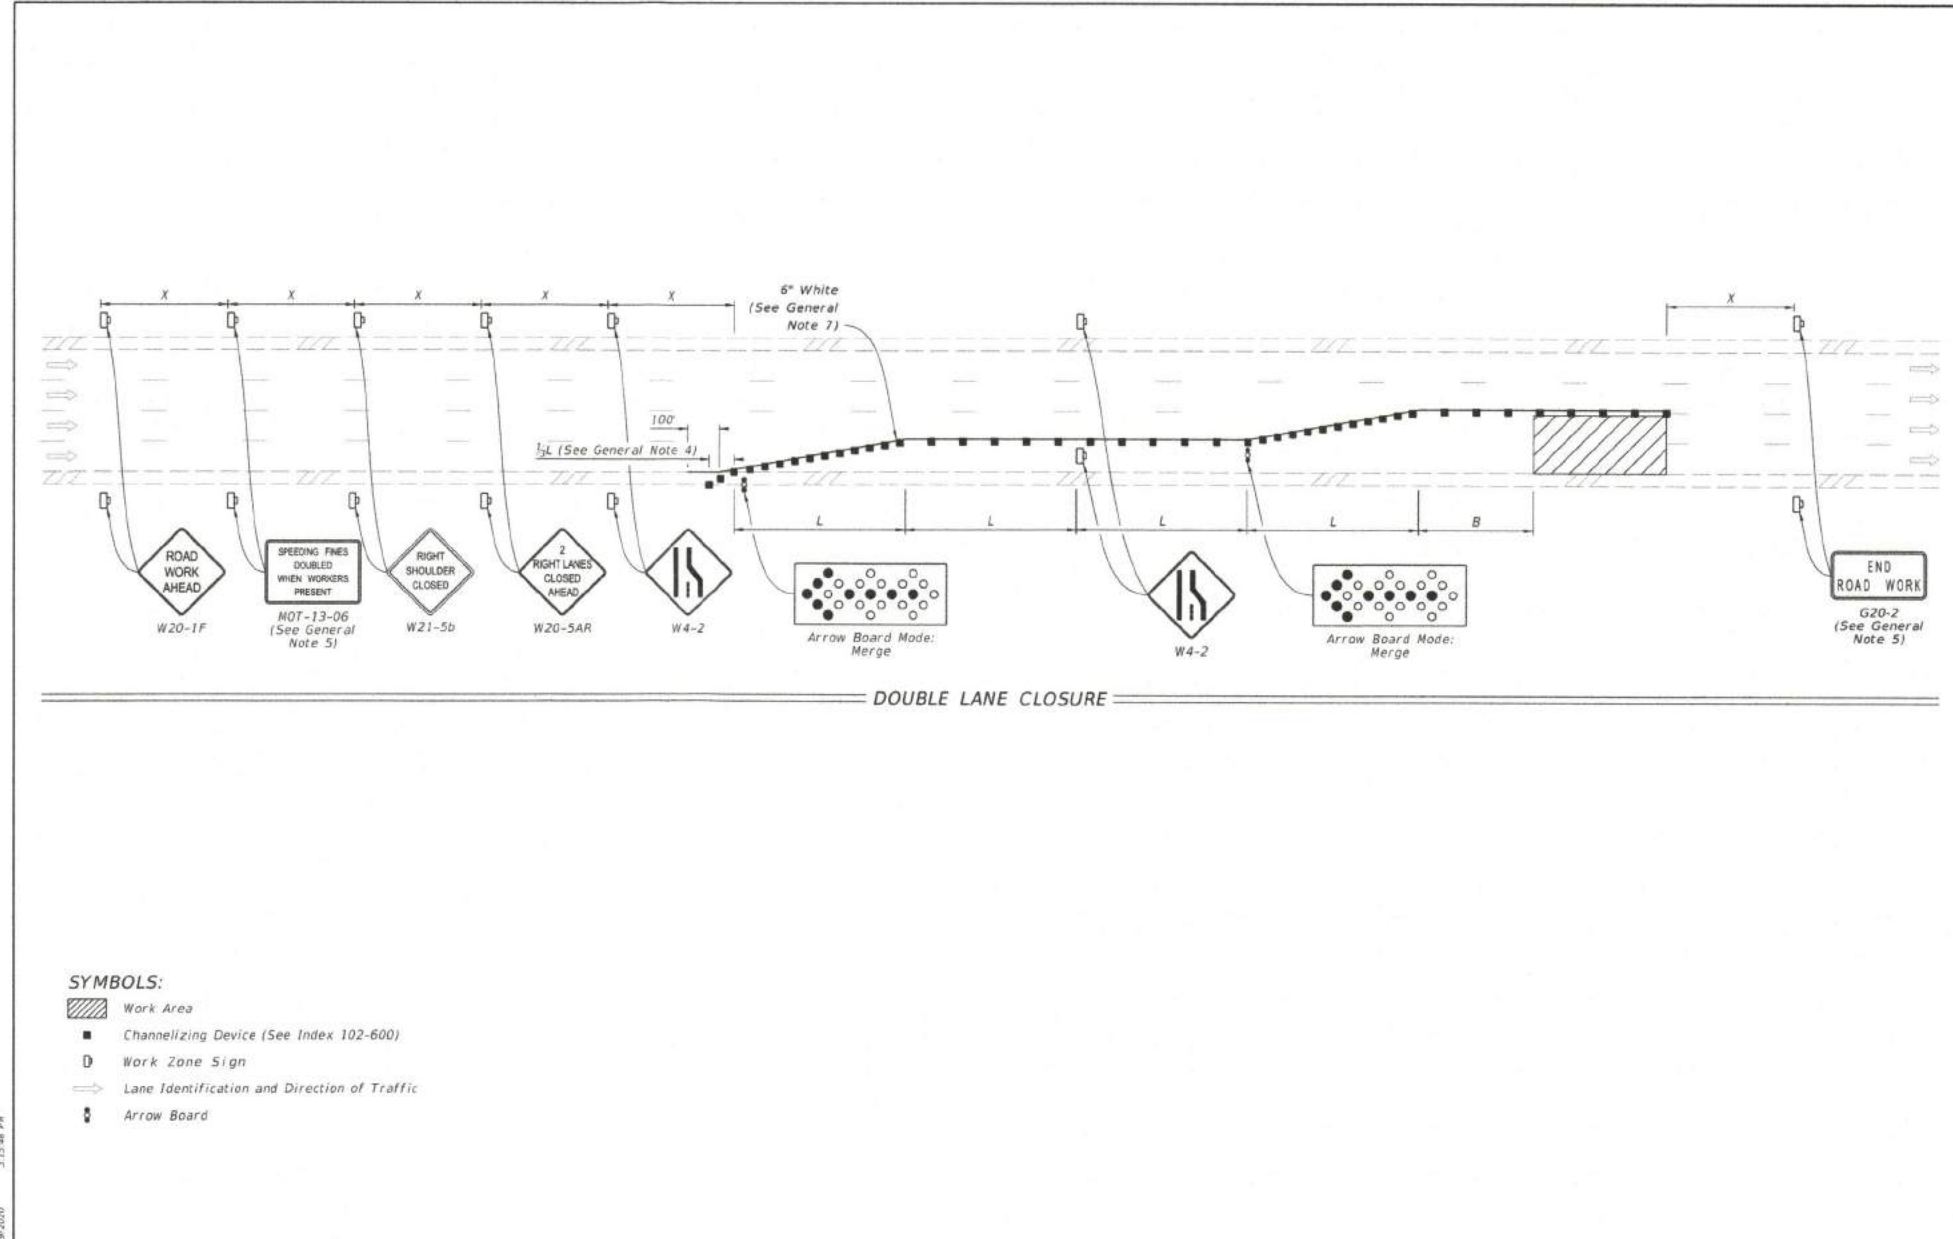 X X X X X
6" White
(See General
Note 7)
X
100'
⅓L (See General Note 4)
L L L L B
ROAD
WORK
AHEAD
W20-1F
SPEEDING FINES
DOUBLED
WHEN WORKERS
PRESENT
MOT-13-06
(See General
Note 5)
RIGHT
SHOULDER
CLOSED
W21-5b
2
RIGHT LANES
CLOSED
AHEAD
W20-5AR
W4-2
Arrow Board Mode:
Merge
W4-2
Arrow Board Mode:
Merge
END
ROAD WORK
G20-2
(See General
Note 5)
DOUBLE LANE CLOSURE
SYMBOLS:
Work Area
Channelizing Device (See Index 102-600)
Work Zone Sign
Lane Identification and Direction of Traffic
Arrow Board